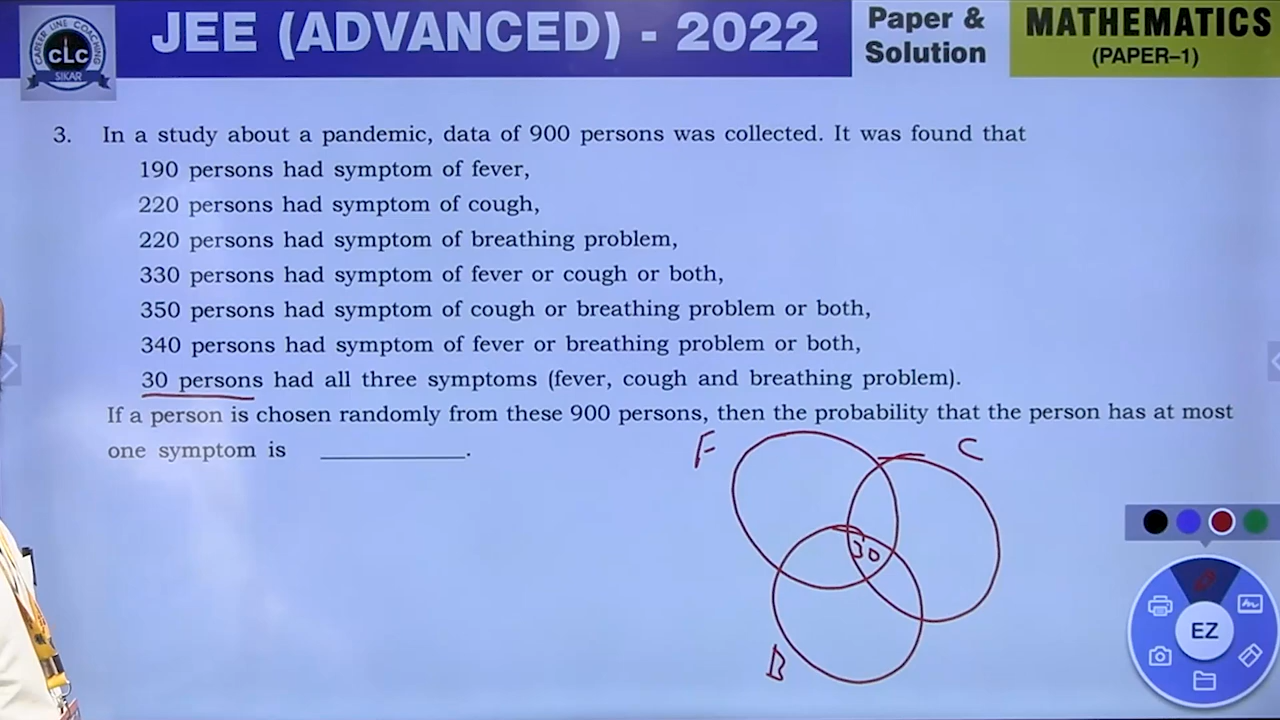 CAREER LINE COACHING
CLC
SIKAR
JEE (ADVANCED) - 2022
Paper &
Solution
MATHEMATICS
(PAPER–1)
3. In a study about a pandemic, data of 900 persons was collected. It was found that
190 persons had symptom of fever,
220 persons had symptom of cough,
220 persons had symptom of breathing problem,
330 persons had symptom of fever or cough or both,
350 persons had symptom of cough or breathing problem or both,
340 persons had symptom of fever or breathing problem or both,
30 persons had all three symptoms (fever, cough and breathing problem).
If a person is chosen randomly from these 900 persons, then the probability that the person has at most
one symptom is ____________.
F
C
30
B
EZ